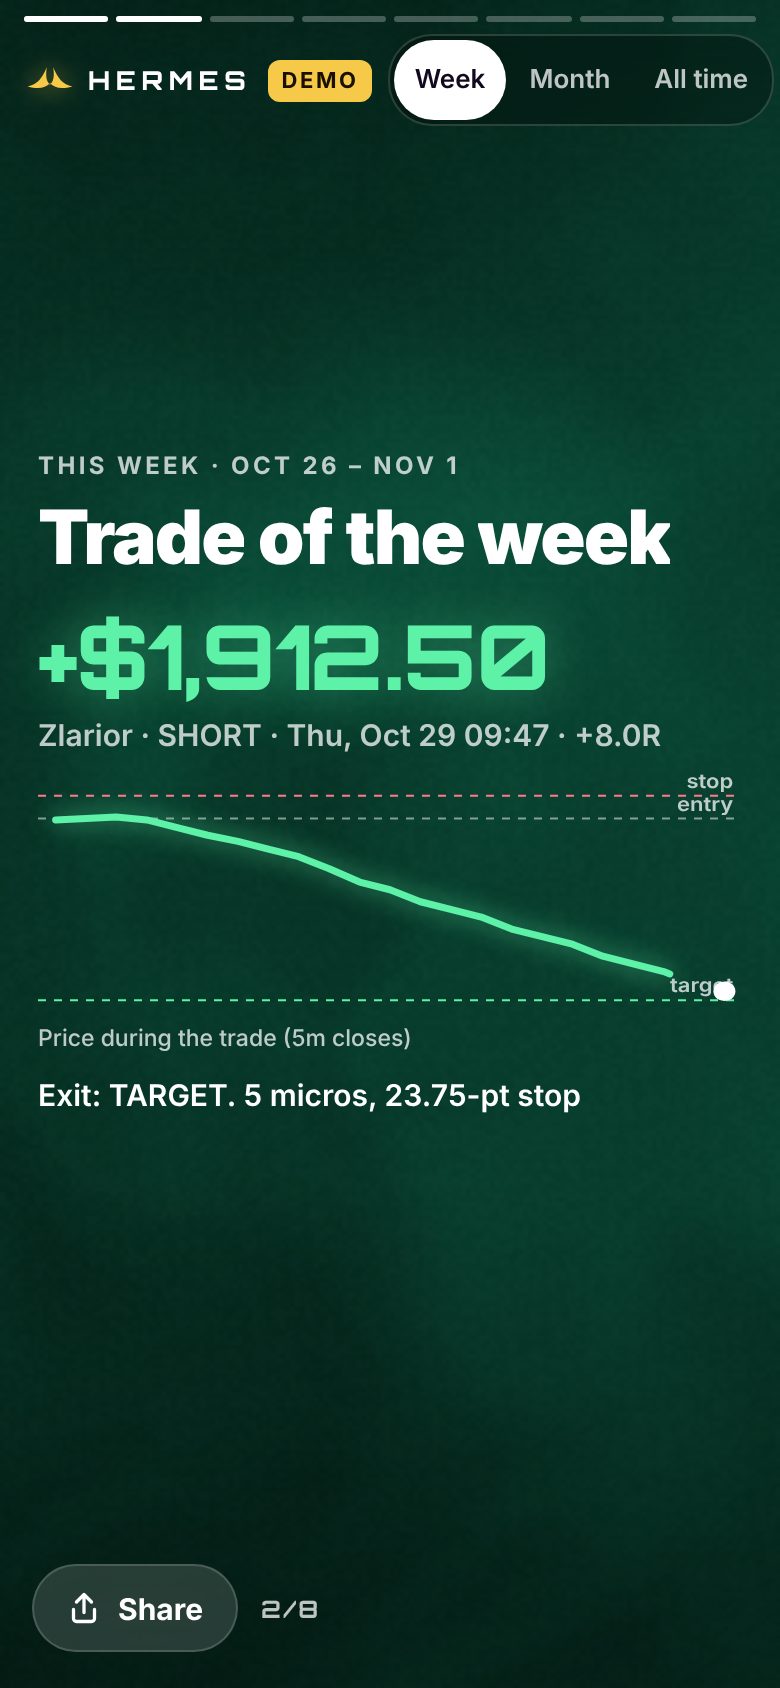 HERMES DEMO Week Month All time
THIS WEEK · OCT 26 – NOV 1
Trade of the week
+$1,912.50
Zlarior · SHORT · Thu, Oct 29 09:47 · +8.0R
stop
entry
target
Price during the trade (5m closes)
Exit: TARGET. 5 micros, 23.75-pt stop
Share 2/8